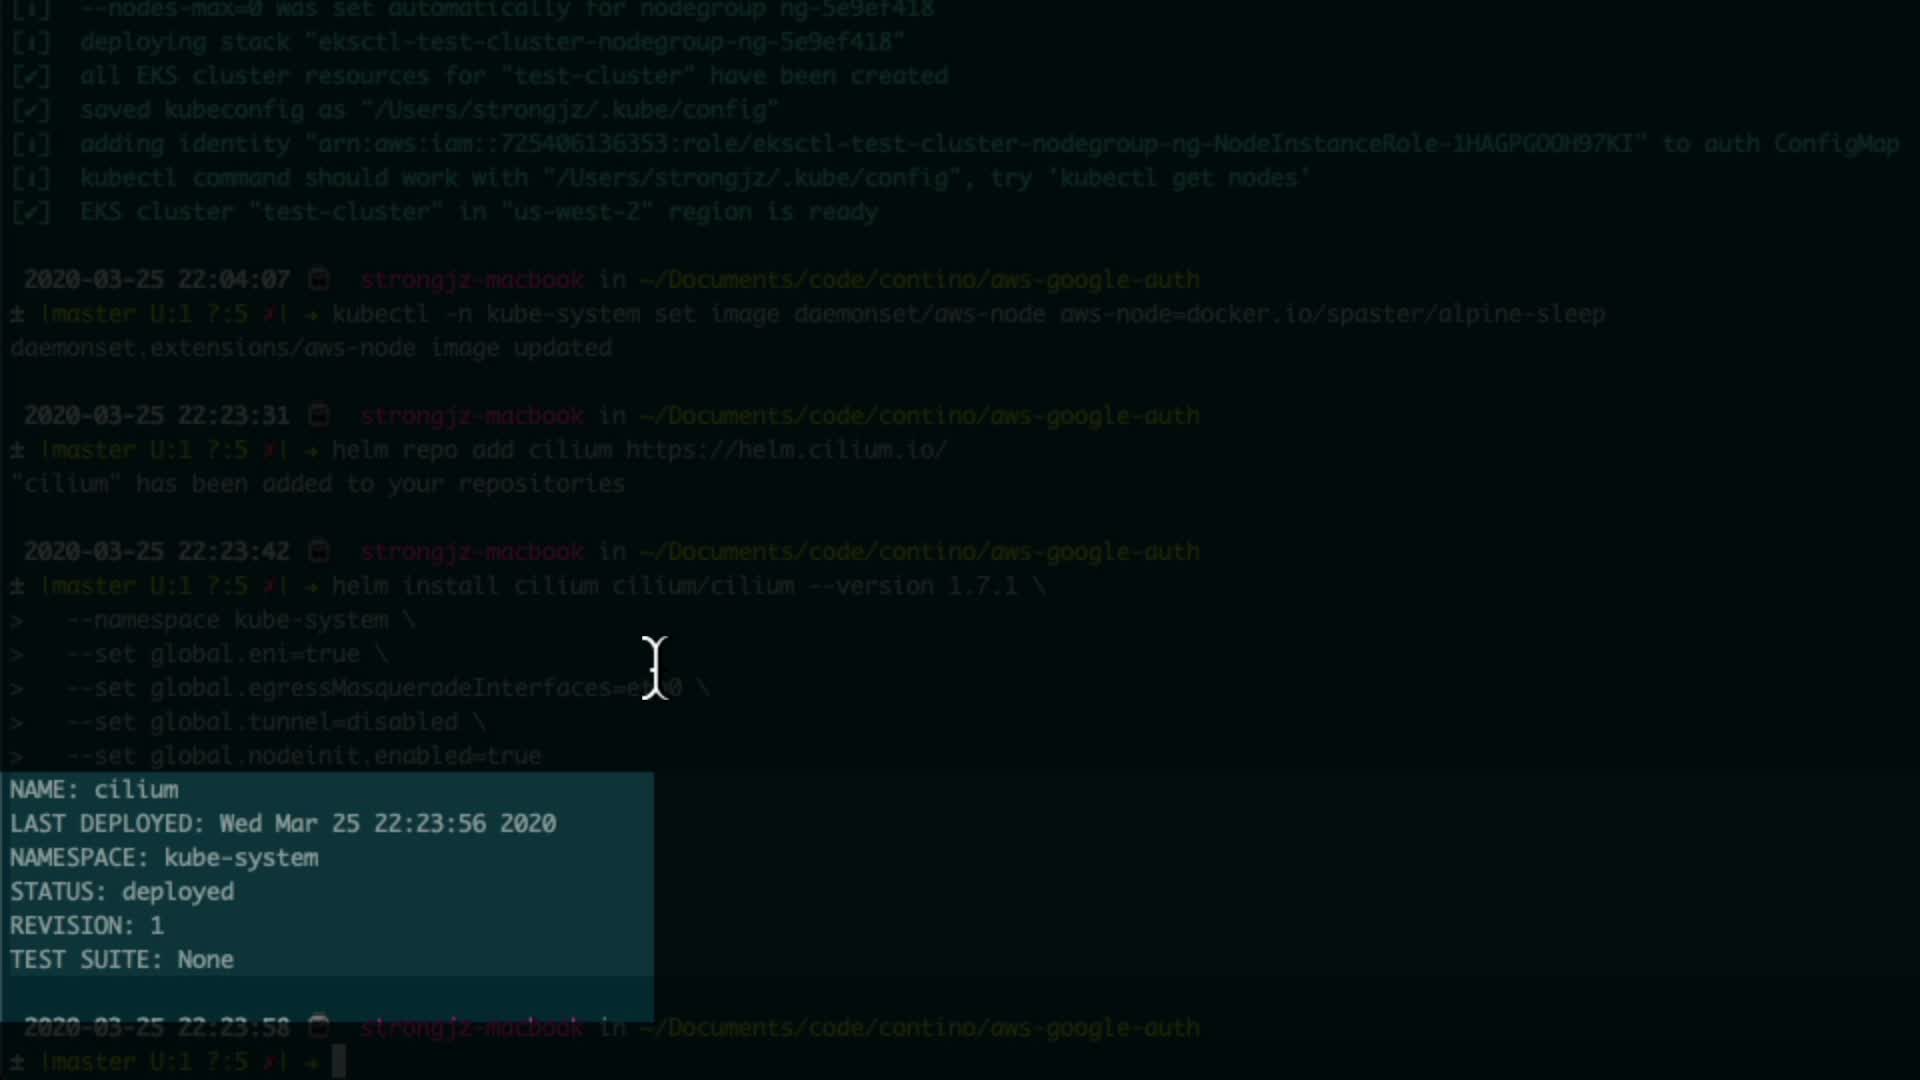 [i]  --nodes-max=0 was set automatically for nodegroup ng-5e9ef418
[i]  deploying stack "eksctl-test-cluster-nodegroup-ng-5e9ef418"
[✓]  all EKS cluster resources for "test-cluster" have been created
[✓]  saved kubeconfig as "/Users/strongjz/.kube/config"
[i]  adding identity "arn:aws:iam::725406136353:role/eksctl-test-cluster-nodegroup-ng-NodeInstanceRole-1HAGPGOOH97KI" to auth ConfigMap
[i]  kubectl command should work with "/Users/strongjz/.kube/config", try 'kubectl get nodes'
[✓]  EKS cluster "test-cluster" in "us-west-2" region is ready
2020-03-25 22:04:07 strongjz-macbook in ~/Documents/code/contino/aws-google-auth
± |master U:1 ?:5 ✗| → kubectl -n kube-system set image daemonset/aws-node aws-node=docker.io/spaster/alpine-sleep
daemonset.extensions/aws-node image updated
2020-03-25 22:23:31 strongjz-macbook in ~/Documents/code/contino/aws-google-auth
± |master U:1 ?:5 ✗| → helm repo add cilium https://helm.cilium.io/
"cilium" has been added to your repositories
2020-03-25 22:23:42 strongjz-macbook in ~/Documents/code/contino/aws-google-auth
± |master U:1 ?:5 ✗| → helm install cilium cilium/cilium --version 1.7.1 \
>   --namespace kube-system \
>   --set global.eni=true \
>   --set global.egressMasqueradeInterfaces=eth0 \
>   --set global.tunnel=disabled \
>   --set global.nodeinit.enabled=true
NAME: cilium
LAST DEPLOYED: Wed Mar 25 22:23:56 2020
NAMESPACE: kube-system
STATUS: deployed
REVISION: 1
TEST SUITE: None
2020-03-25 22:23:58 strongjz-macbook in ~/Documents/code/contino/aws-google-auth
± |master U:1 ?:5 ✗| →